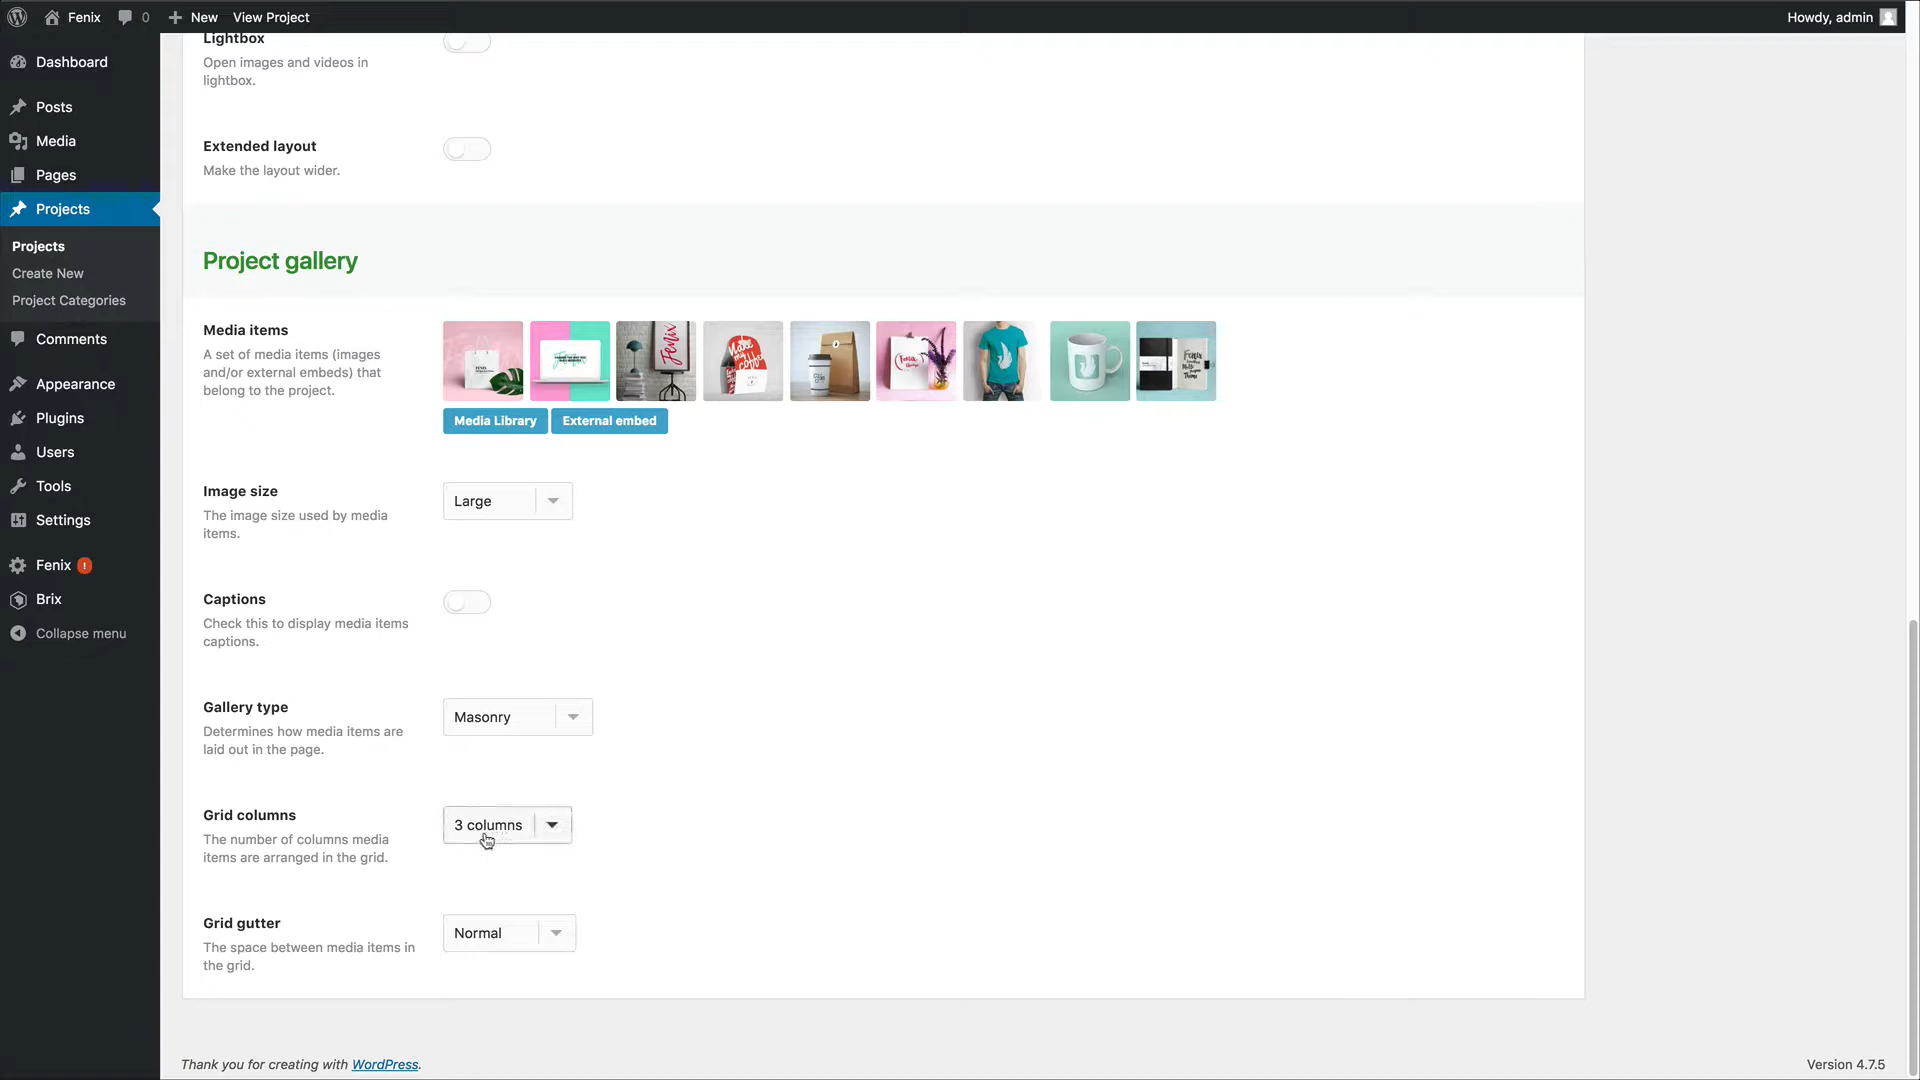 Fenix
0
New
View Project
Howdy, admin
Dashboard
Posts
Media
Pages
Projects
Projects
Create New
Project Categories
Comments
Appearance
Plugins
Users
Tools
Settings
Fenix !
Brix
Collapse menu
Lightbox
Open images and videos in
lightbox.
Extended layout
Make the layout wider.
Project gallery
Media items
A set of media items (images
and/or external embeds) that
belong to the project.
FENIX
Fenix
Fenix
Fenix
Media Library
External embed
Image size
The image size used by media
items.
Large
Captions
Check this to display media items
captions.
Gallery type
Determines how media items are
laid out in the page.
Masonry
Grid columns
The number of columns media
items are arranged in the grid.
3 columns
Grid gutter
The space between media items in
the grid.
Normal
Thank you for creating with WordPress.
Version 4.7.5